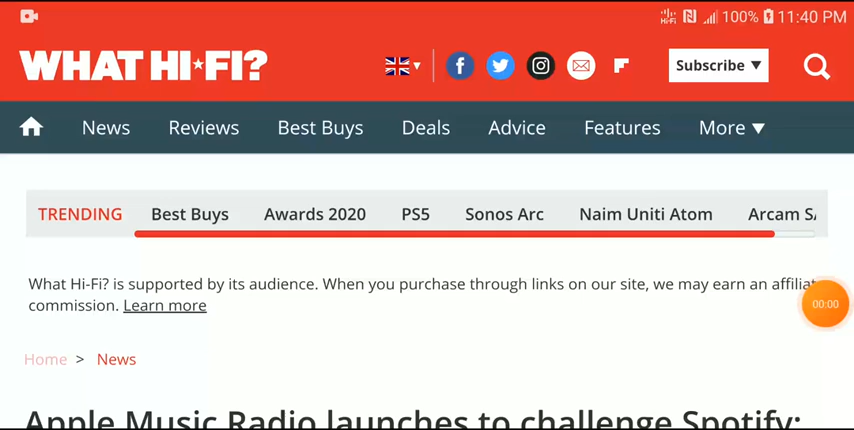 100% 11:40 PM
WHAT HI-FI?
Subscribe
News Reviews Best Buys Deals Advice Features More
TRENDING Best Buys Awards 2020 PS5 Sonos Arc Naim Uniti Atom Arcam SA
What Hi-Fi? is supported by its audience. When you purchase through links on our site, we may earn an affiliat
commission. Learn more
00:00
Home > News
Apple Music Radio launches to challenge Spotify: